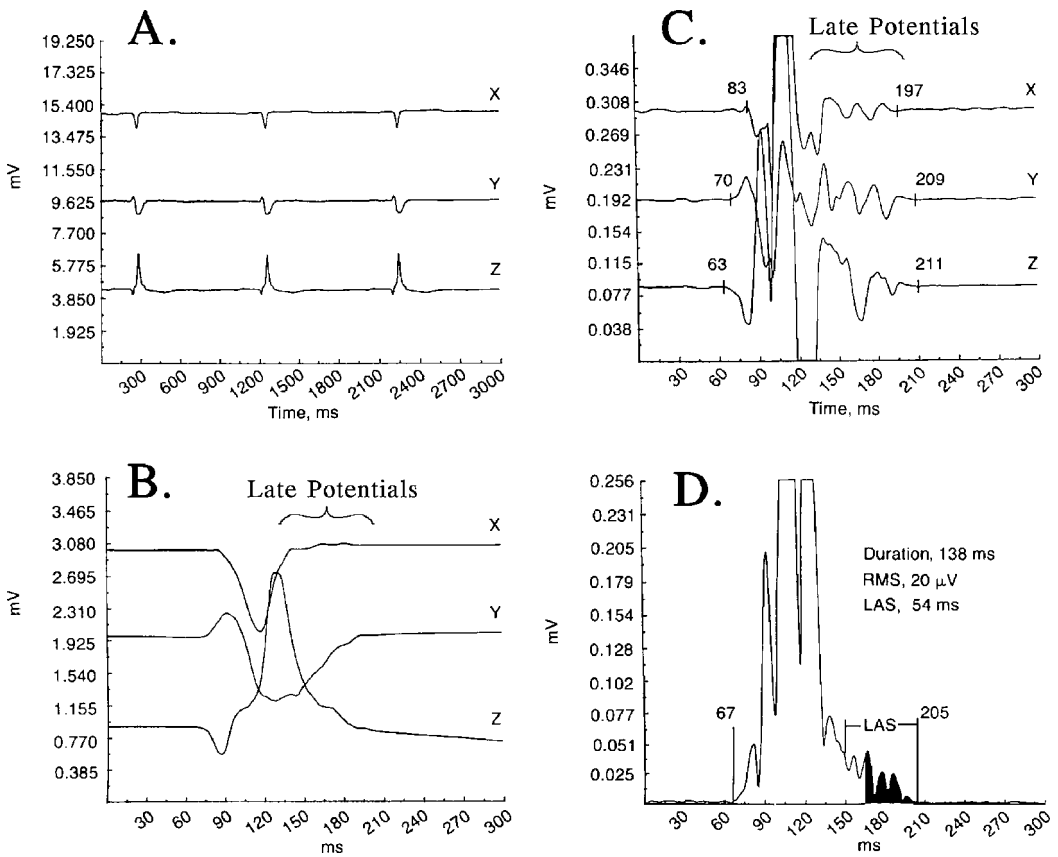 A.
19.250
17.325
15.400
13.475
11.550
9.625
7.700
5.775
3.850
1.925
mV
X
Y
Z
300 600 900 1200 1500 1800 2100 2400 2700 3000
Time, ms
C.
Late Potentials
0.346
0.308
0.269
0.231
0.192
0.154
0.115
0.077
0.038
mV
83 197 X
70 209 Y
63 211 Z
30 60 90 120 150 180 210 240 270 300
Time, ms
B.
Late Potentials
3.850
3.465
3.080
2.695
2.310
1.925
1.540
1.155
0.770
0.385
mV
X
Y
Z
30 60 90 120 150 180 210 240 270 300
ms
D.
0.256
0.231
0.205
0.179
0.154
0.128
0.102
0.077
0.051
0.025
mV
Duration, 138 ms
RMS, 20 μV
LAS, 54 ms
67 LAS 205
30 60 90 120 150 180 210 240 270 300
ms